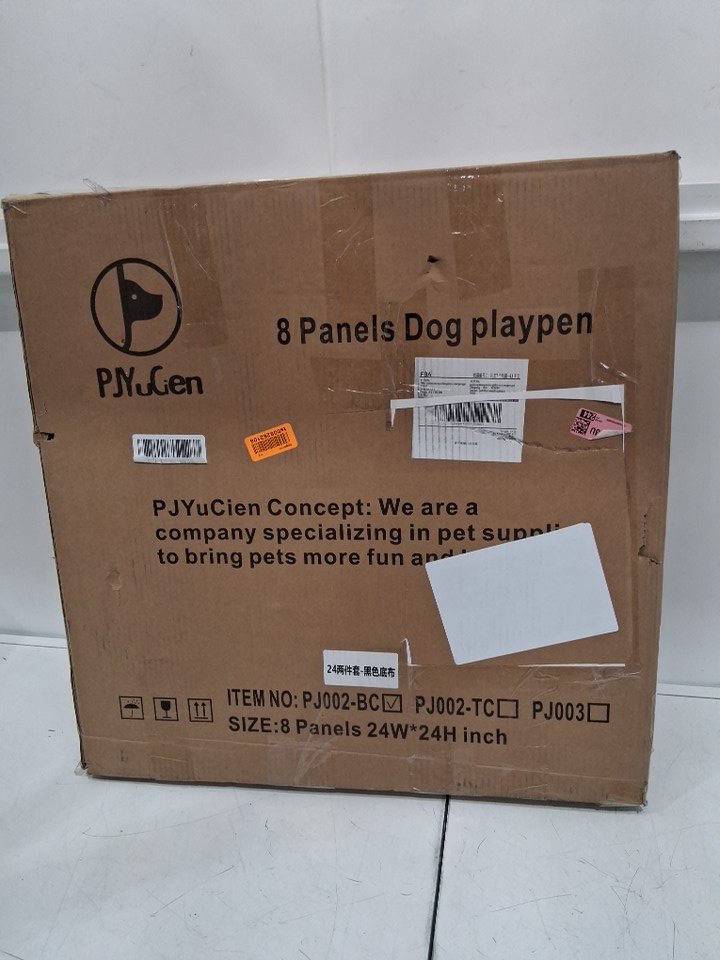 8 Panels Dog playpen
PJYuCien
FBA
PJYuCien Concept: We are a
company specializing in pet
to bring pets more fun and
24两件套-黑色底布
ITEM NO: PJ002-BC☑ PJ002-TC☐ PJ003☐
SIZE:8 Panels 24W*24H inch